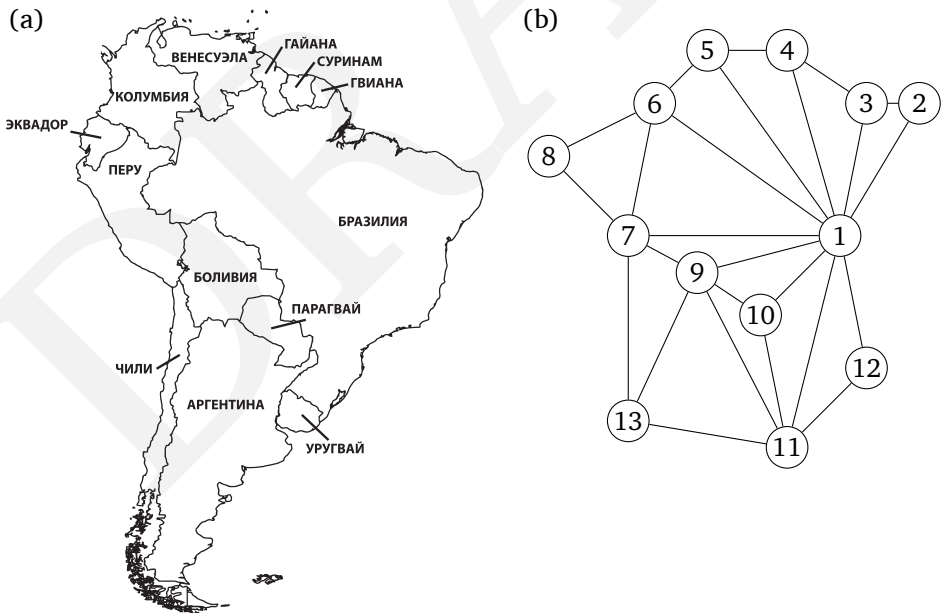 (a)
ВЕНЕСУЭЛА
ГАЙАНА
СУРИНАМ
ГВИАНА
КОЛУМБИЯ
ЭКВАДОР
ПЕРУ
БРАЗИЛИЯ
БОЛИВИЯ
ПАРАГВАЙ
ЧИЛИ
АРГЕНТИНА
УРУГВАЙ
(b)
5 4
6 3 2
8
7 1
9
10
12
13
11
DRA